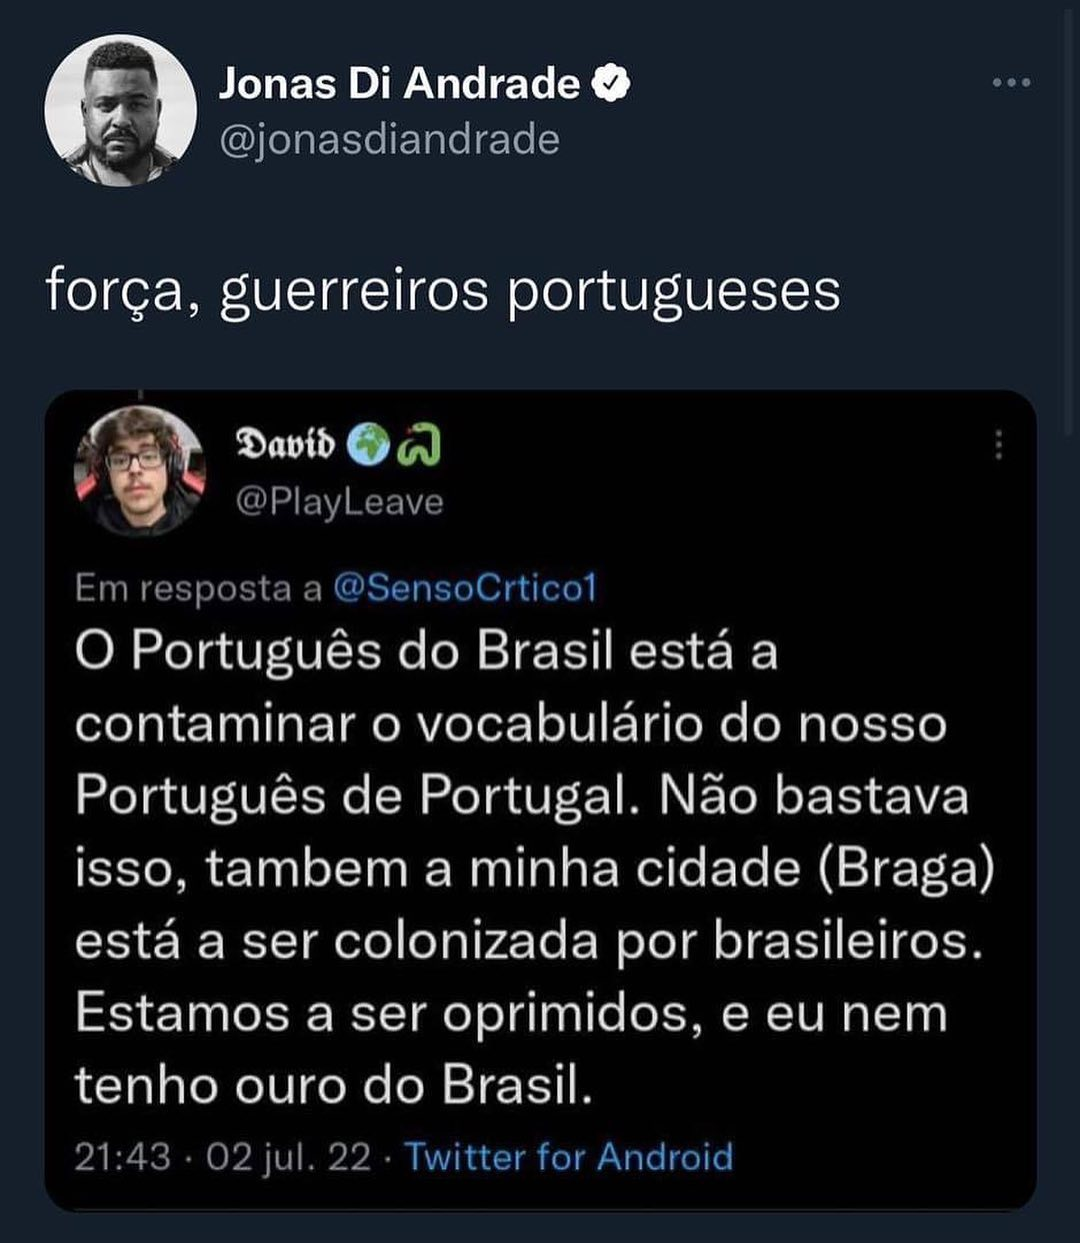 Jonas Di Andrade
@jonasdiandrade
força, guerreiros portugueses
David
@PlayLeave
Em resposta a @SensoCrtico1
O Português do Brasil está a
contaminar o vocabulário do nosso
Português de Portugal. Não bastava
isso, tambem a minha cidade (Braga)
está a ser colonizada por brasileiros.
Estamos a ser oprimidos, e eu nem
tenho ouro do Brasil.
21:43 · 02 jul. 22 · Twitter for Android